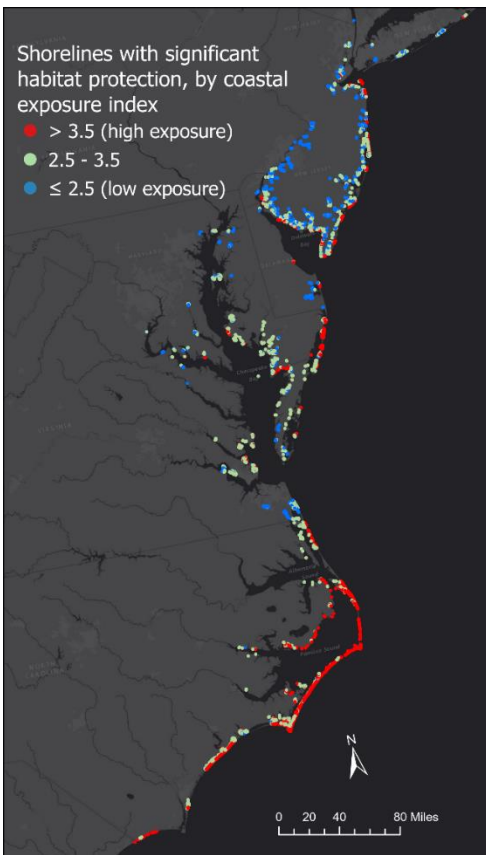 Shorelines with significant
habitat protection, by coastal
exposure index
> 3.5 (high exposure)
2.5 - 3.5
≤ 2.5 (low exposure)
VIRGINIA
N
0 20 40 80 Miles